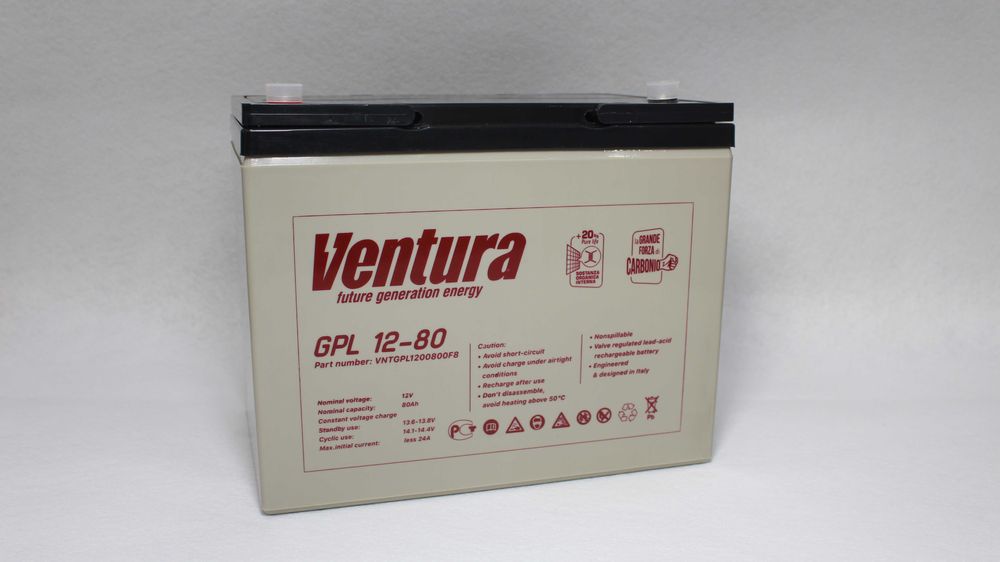 Ventura
future generation energy
+20%
Pure life
SOSTANZA
ORGANICA
INTERNA
la GRANDE
FORZA di
CARBONIO
GPL 12-80
Part number: VNTGPL1200800F8
Nominal voltage: 12V
Nominal capacity: 80Ah
Constant voltage charge
Standby use: 13.6-13.8V
Cyclic use: 14.1-14.4V
Max.initial current: less 24A
Caution:
• Avoid short-circuit
• Avoid charge under airtight
conditions
• Recharge after use
• Don't disassemble,
avoid heating above 50°C
• Nonspillable
• Valve regulated lead-acid
rechargeable battery
• Engineered
& designed in Italy
Pb